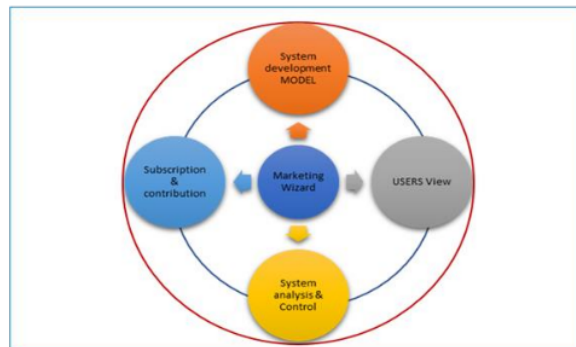 System
development
MODEL
Subscription
&
contribution
Marketing
Wizard
USERS View
System
analysis &
Control